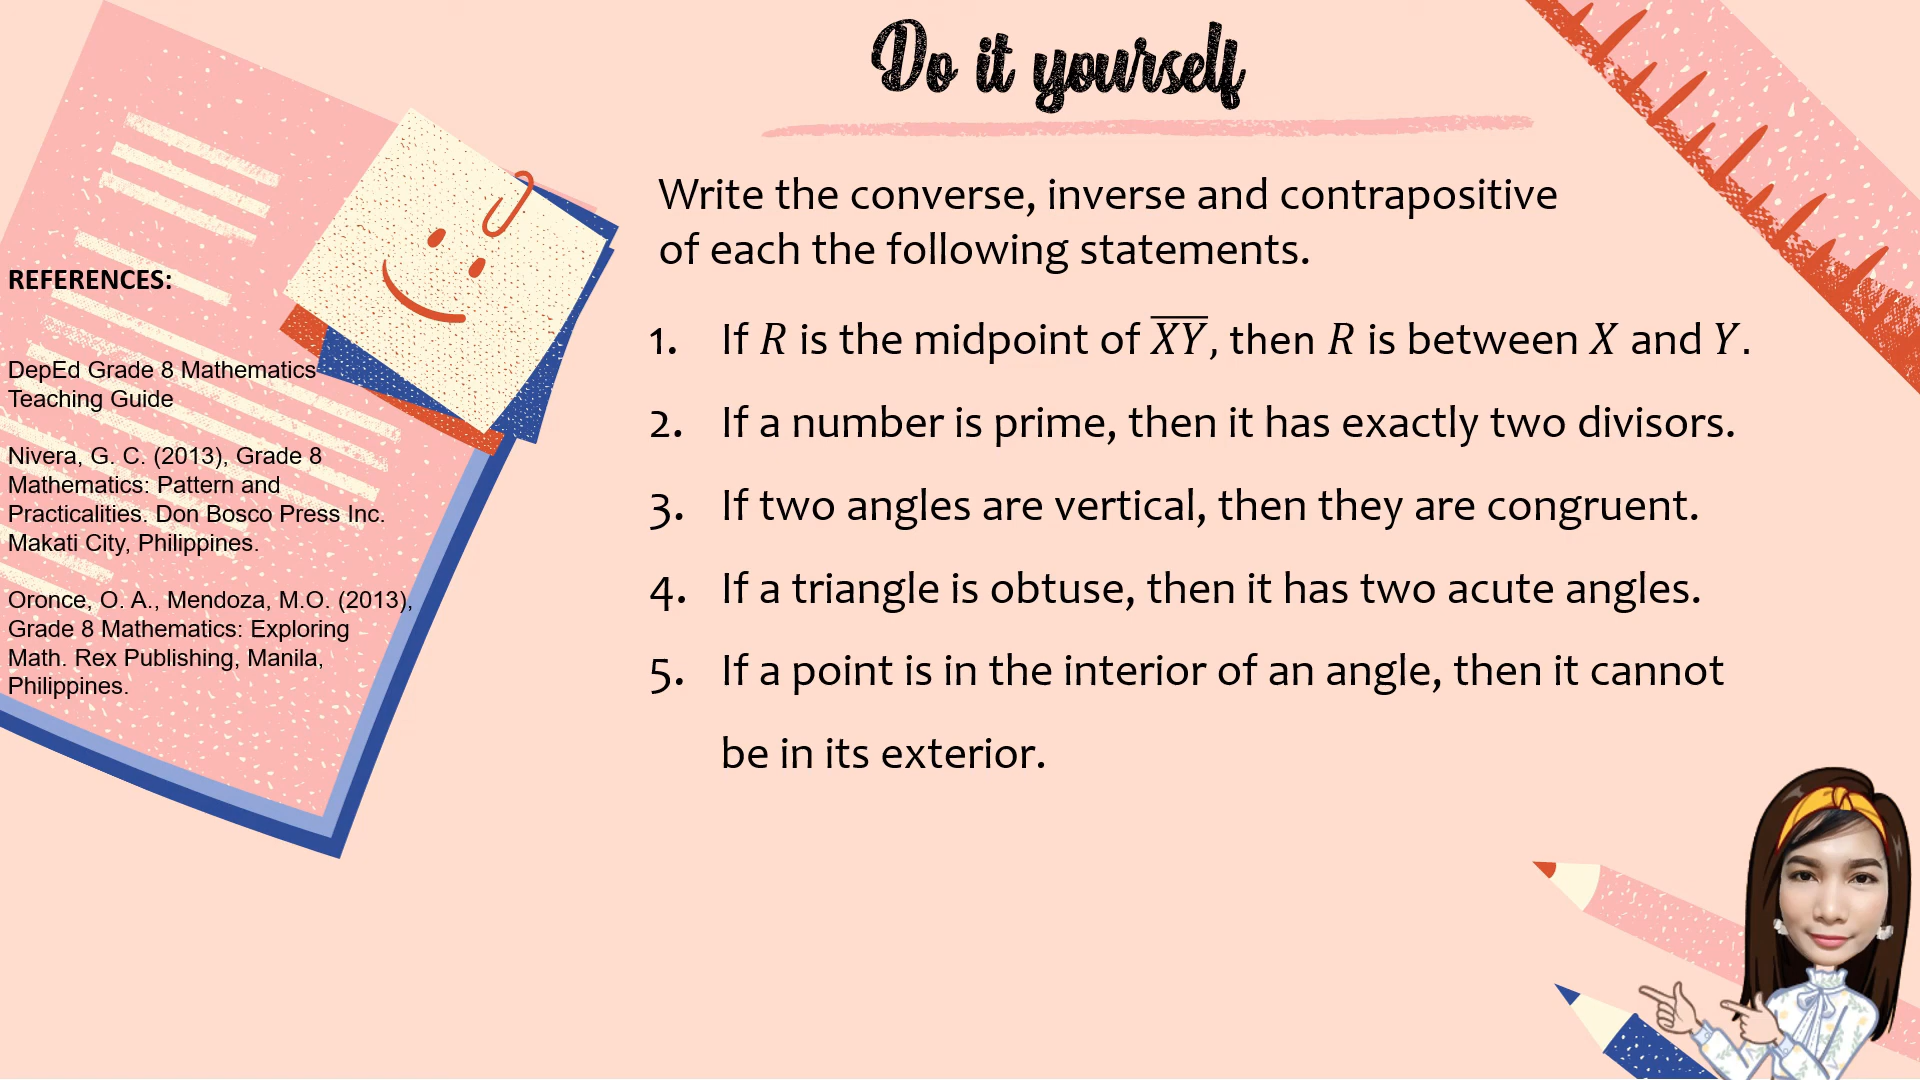 Do it yourself
Write the converse, inverse and contrapositive
of each the following statements.
1. If R is the midpoint of X̅Y̅, then R is between X and Y.
2. If a number is prime, then it has exactly two divisors.
3. If two angles are vertical, then they are congruent.
4. If a triangle is obtuse, then it has two acute angles.
5. If a point is in the interior of an angle, then it cannot
be in its exterior.
REFERENCES:
DepEd Grade 8 Mathematics
Teaching Guide
Nivera, G. C. (2013), Grade 8
Mathematics: Pattern and
Practicalities. Don Bosco Press Inc.
Makati City, Philippines.
Oronce, O. A., Mendoza, M.O. (2013),
Grade 8 Mathematics: Exploring
Math. Rex Publishing, Manila,
Philippines.